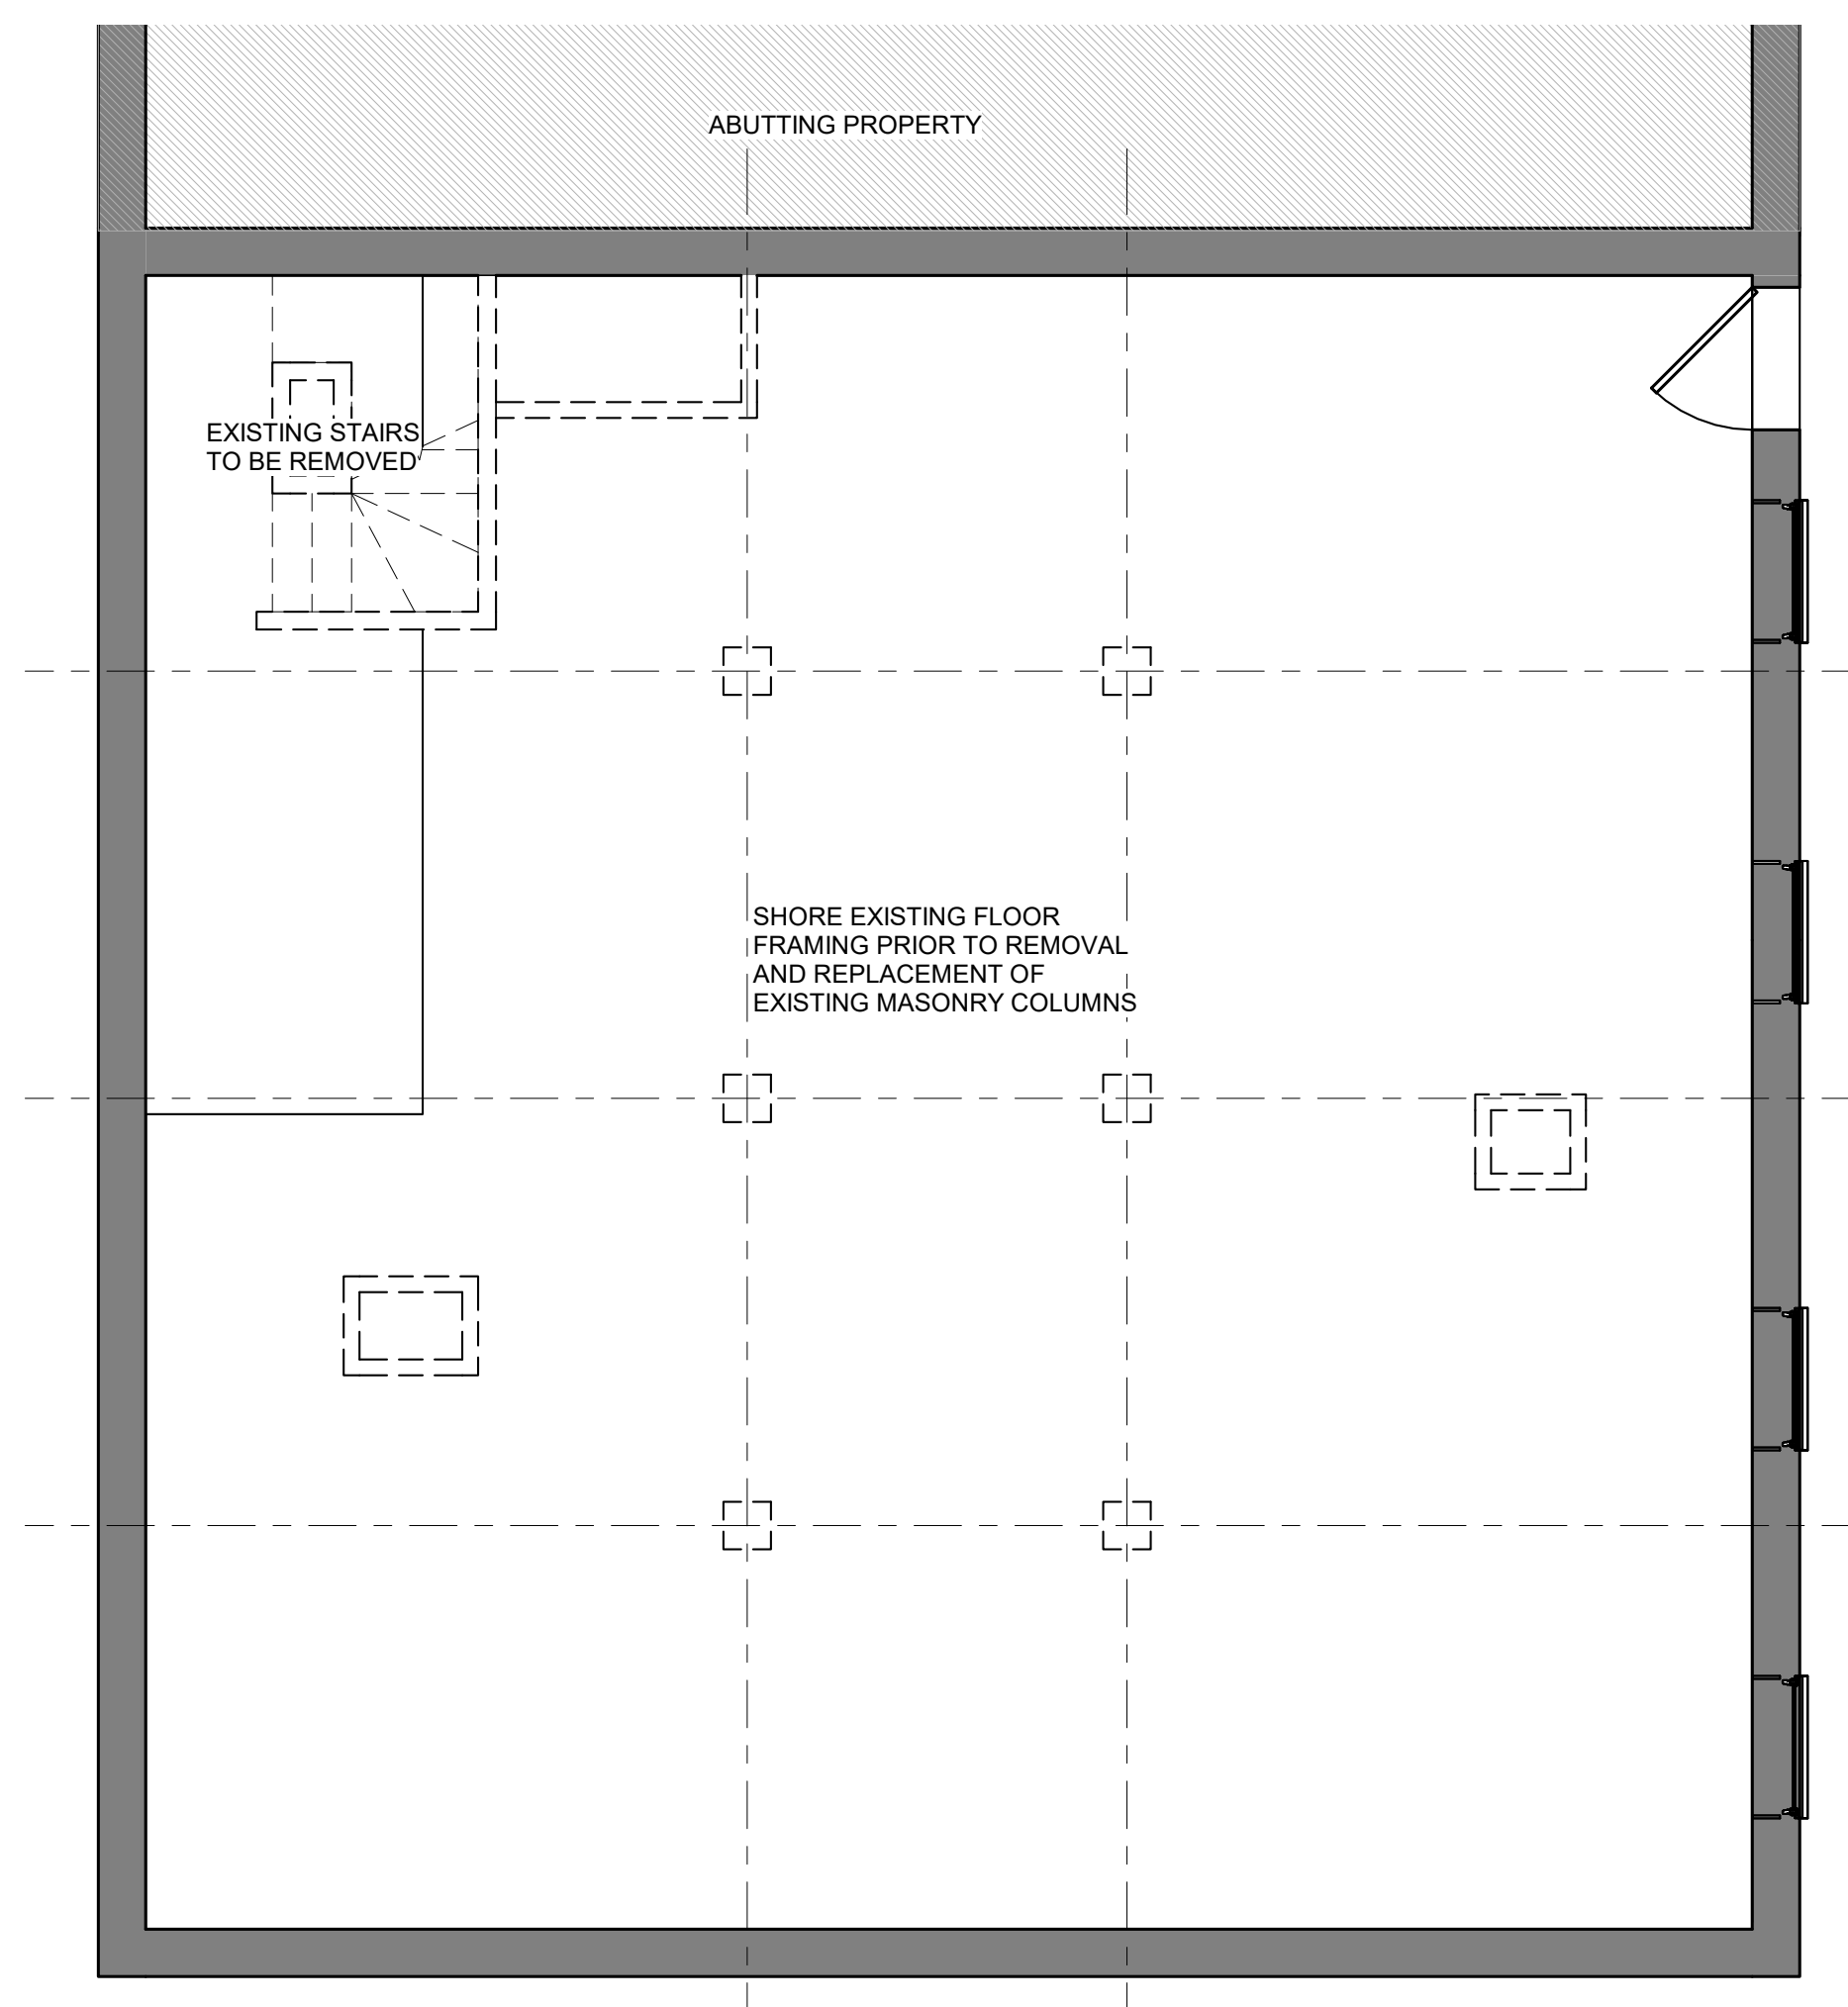 ABUTTING PROPERTY
EXISTING STAIRS
TO BE REMOVED
SHORE EXISTING FLOOR
FRAMING PRIOR TO REMOVAL
AND REPLACEMENT OF
EXISTING MASONRY COLUMNS